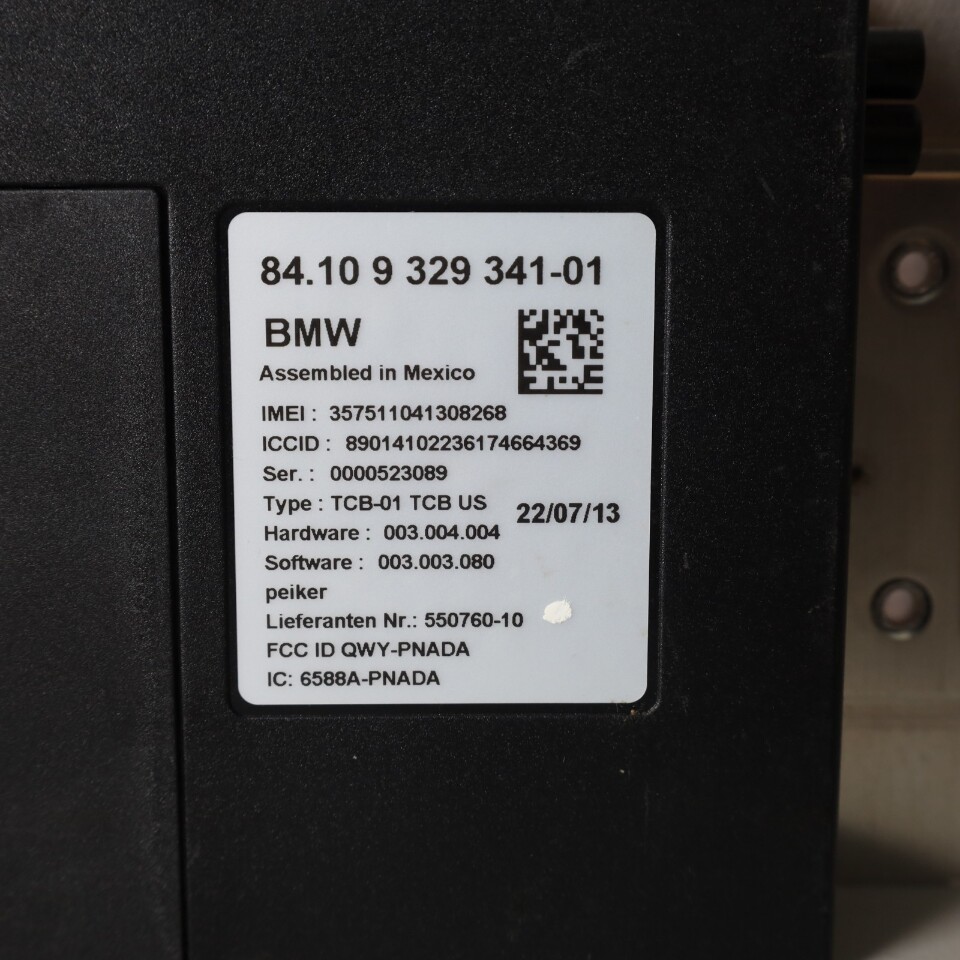 84.10 9 329 341-01
BMW
Assembled in Mexico
IMEI : 357511041308268
ICCID : 89014102236174664369
Ser. : 0000523089
Type : TCB-01 TCB US
22/07/13
Hardware : 003.004.004
Software : 003.003.080
peiker
Lieferanten Nr.: 550760-10
FCC ID QWY-PNADA
IC: 6588A-PNADA